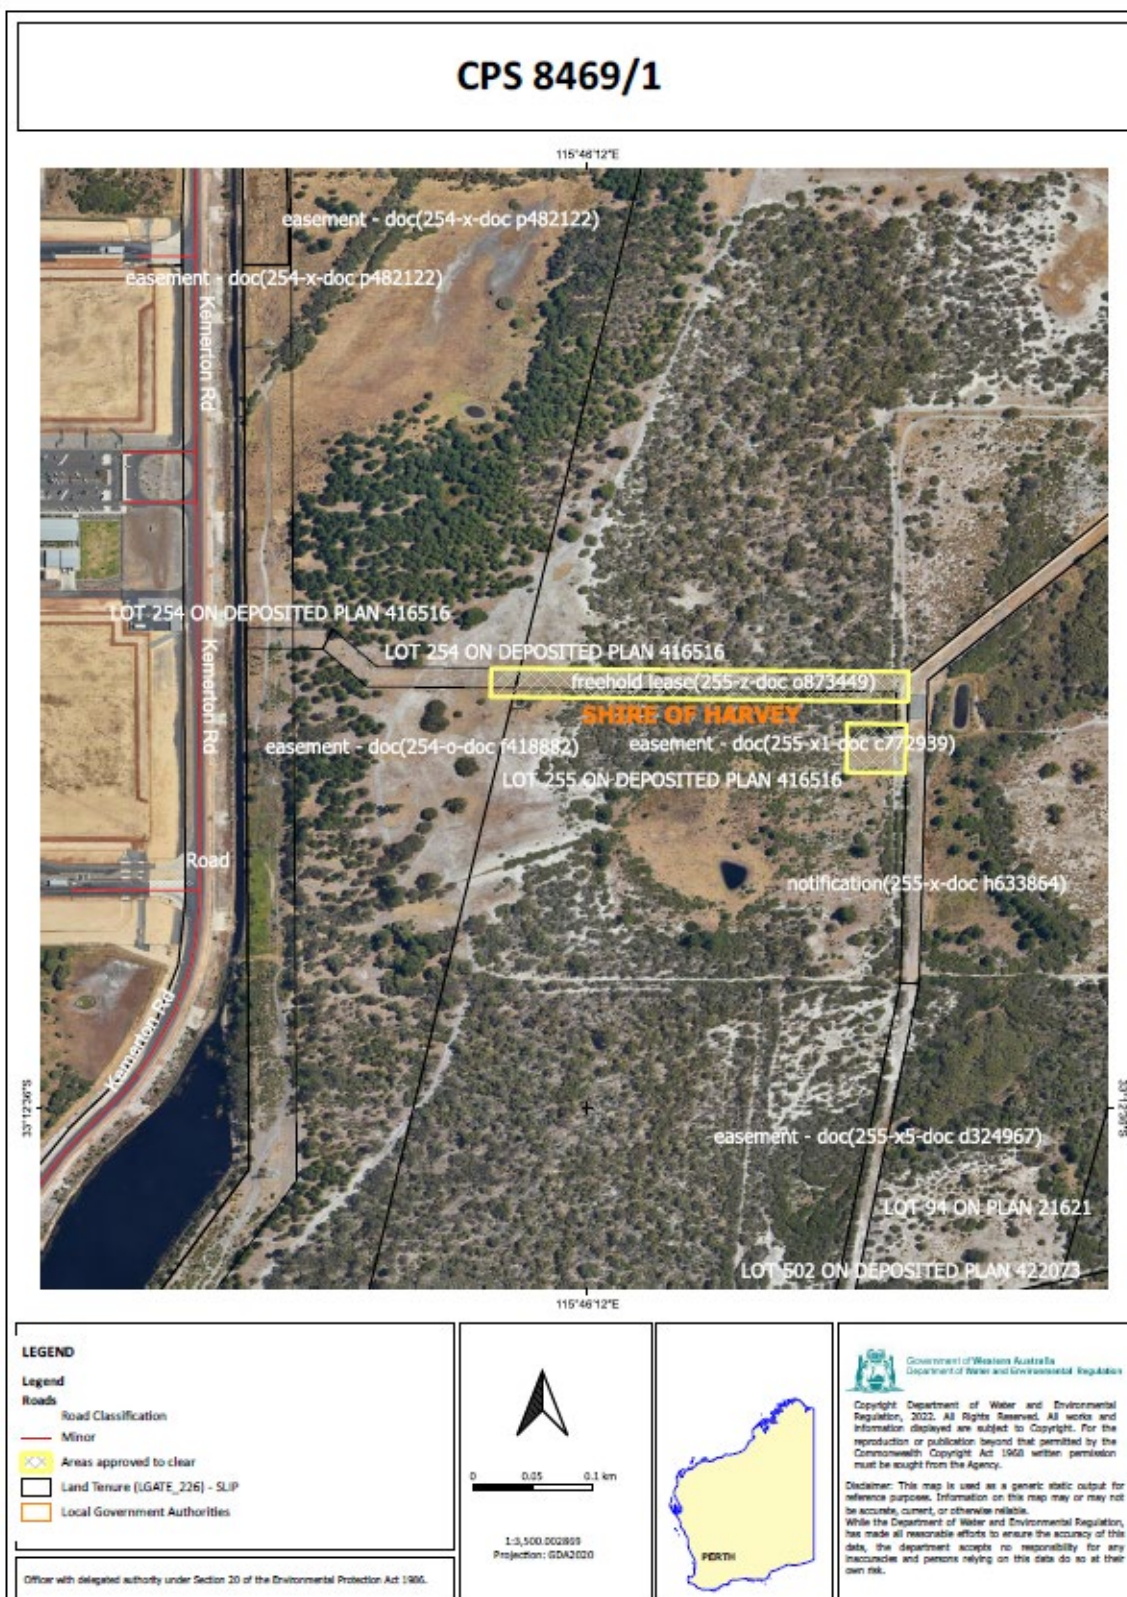 CPS 8469/1
115°46'12"E
easement - doc(254-x-doc p482122)
easement - doc(254-x-doc p482122)
Kemerton Rd
LOT 254 ON DEPOSITED PLAN 416516
Kemerton Rd
LOT 254 ON DEPOSITED PLAN 416516
freehold lease(255-z-doc o873449)
SHIRE OF HARVEY
easement - doc(254-o-doc f418882)
easement - doc(255-x1-doc c772939)
LOT 255 ON DEPOSITED PLAN 416516
Road
notification(255-x-doc h633864)
Kemerton Rd
33°12'36"S
33°12'36"S
easement - doc(255-x5-doc d324967)
LOT 94 ON PLAN 21621
LOT 502 ON DEPOSITED PLAN 422073
115°46'12"E
LEGEND
Legend
Roads
Road Classification
Minor
Areas approved to clear
Land Tenure (LGATE_226) - SLIP
Local Government Authorities
Officer with delegated authority under Section 20 of the Environmental Protection Act 1986.
0 0.05 0.1 km
1:3,500.002869
Projection: GDA2020
PERTH
Government of Western Australia
Department of Water and Environmental Regulation
Copyright Department of Water and Environmental
Regulation, 2022. All Rights Reserved. All works and
information displayed are subject to Copyright. For the
reproduction or publication beyond that permitted by the
Commonwealth Copyright Act 1968 written permission
must be sought from the Agency.
Disclaimer: This map is used as a generic static output for
reference purposes. Information on this map may or may not
be accurate, current, or otherwise reliable.
While the Department of Water and Environmental Regulation,
has made all reasonable efforts to ensure the accuracy of this
data, the department accepts no responsibility for any
inaccuracies and persons relying on this data do so at their
own risk.